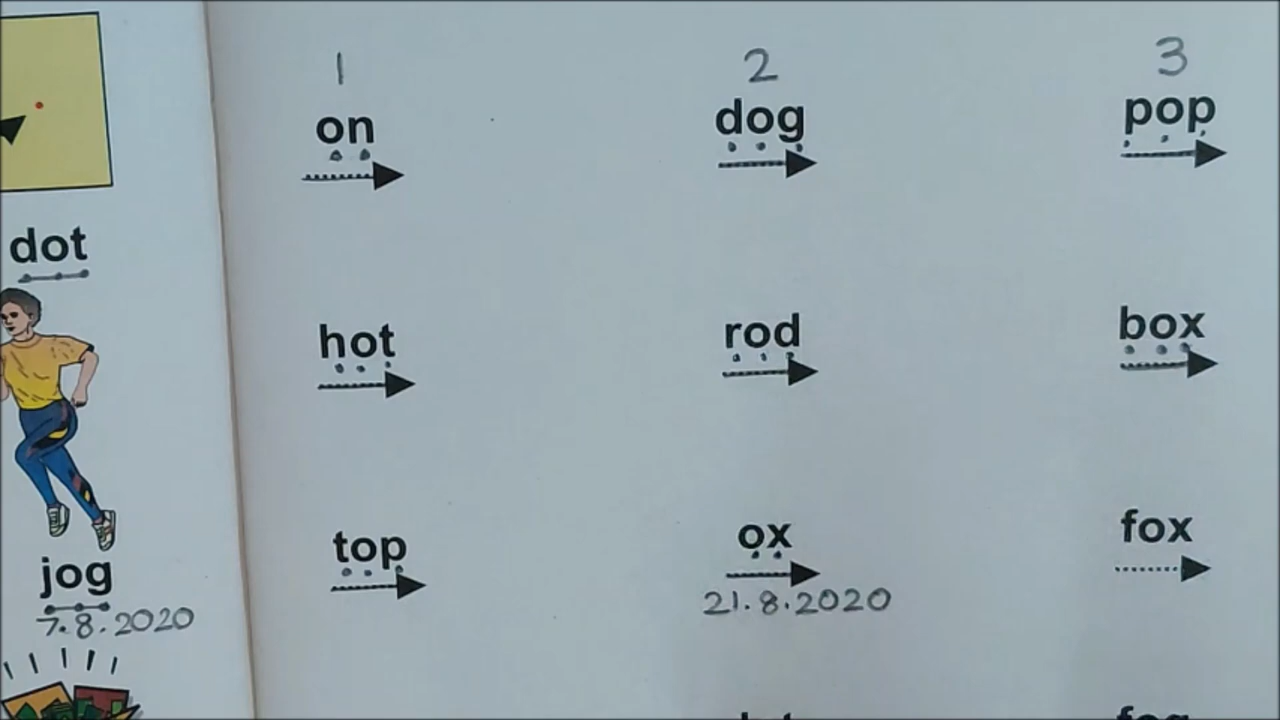 dot
jog
7.8.2020
1
on
hot
top
2
dog
rod
ox
21.8.2020
3
pop
box
fox